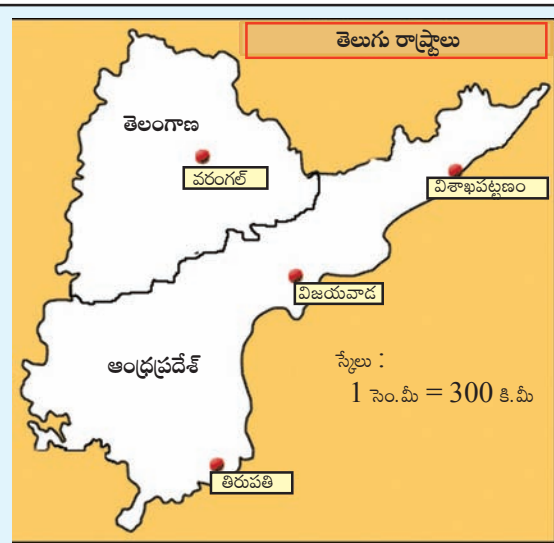 తెలుగు రాష్ట్రాలు
తెలంగాణ
వరంగల్
విశాఖపట్టణం
విజయవాడ
ఆంధ్రప్రదేశ్
స్కేలు :
1 సెం.మీ = 300 కి.మీ
తిరుపతి